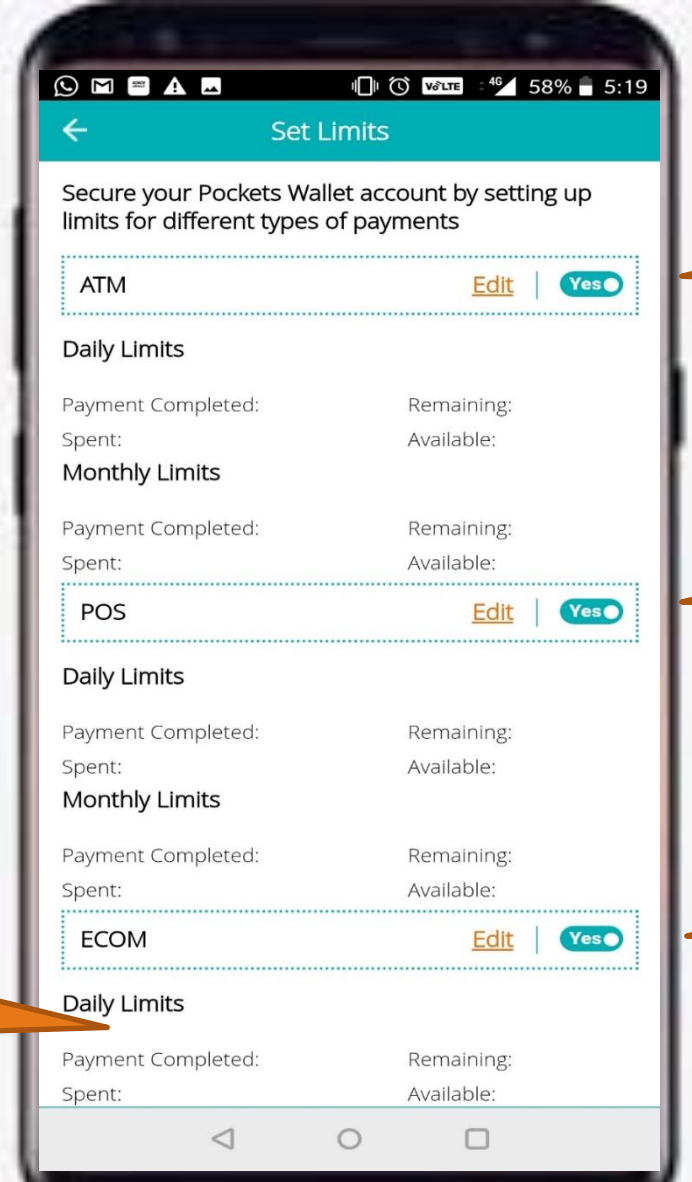 VoLTE 4G 58% 5:19
Set Limits
Secure your Pockets Wallet account by setting up
limits for different types of payments
ATM Edit Yes
Daily Limits
Payment Completed: Remaining:
Spent: Available:
Monthly Limits
Payment Completed: Remaining:
Spent: Available:
POS Edit Yes
Daily Limits
Payment Completed: Remaining:
Spent: Available:
Monthly Limits
Payment Completed: Remaining:
Spent: Available:
ECOM Edit Yes
Daily Limits
Payment Completed: Remaining:
Spent: Available: